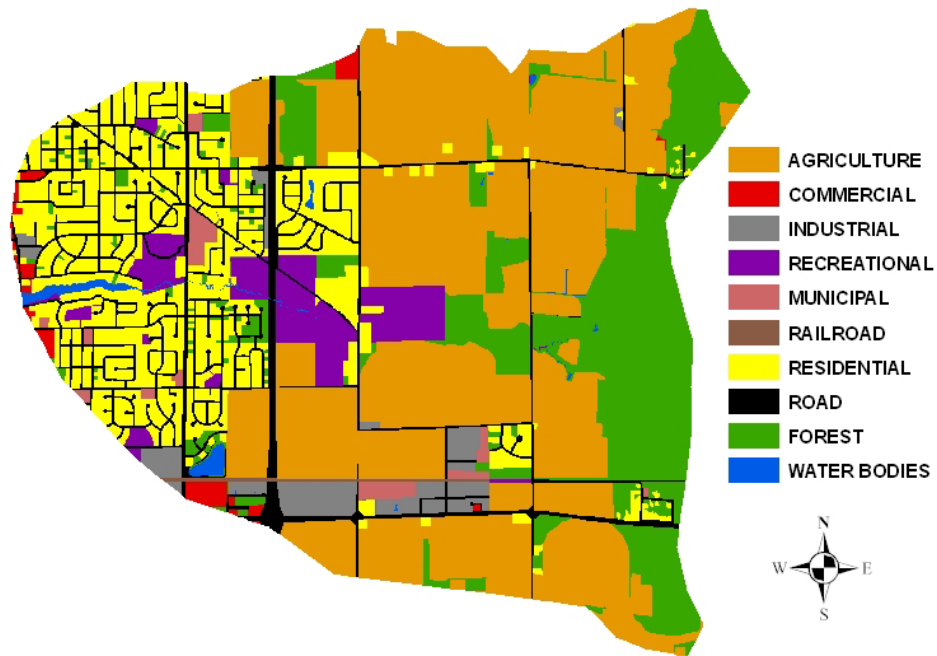 AGRICULTURE
COMMERCIAL
INDUSTRIAL
RECREATIONAL
MUNICIPAL
RAILROAD
RESIDENTIAL
ROAD
FOREST
WATER BODIES
N
W E
S